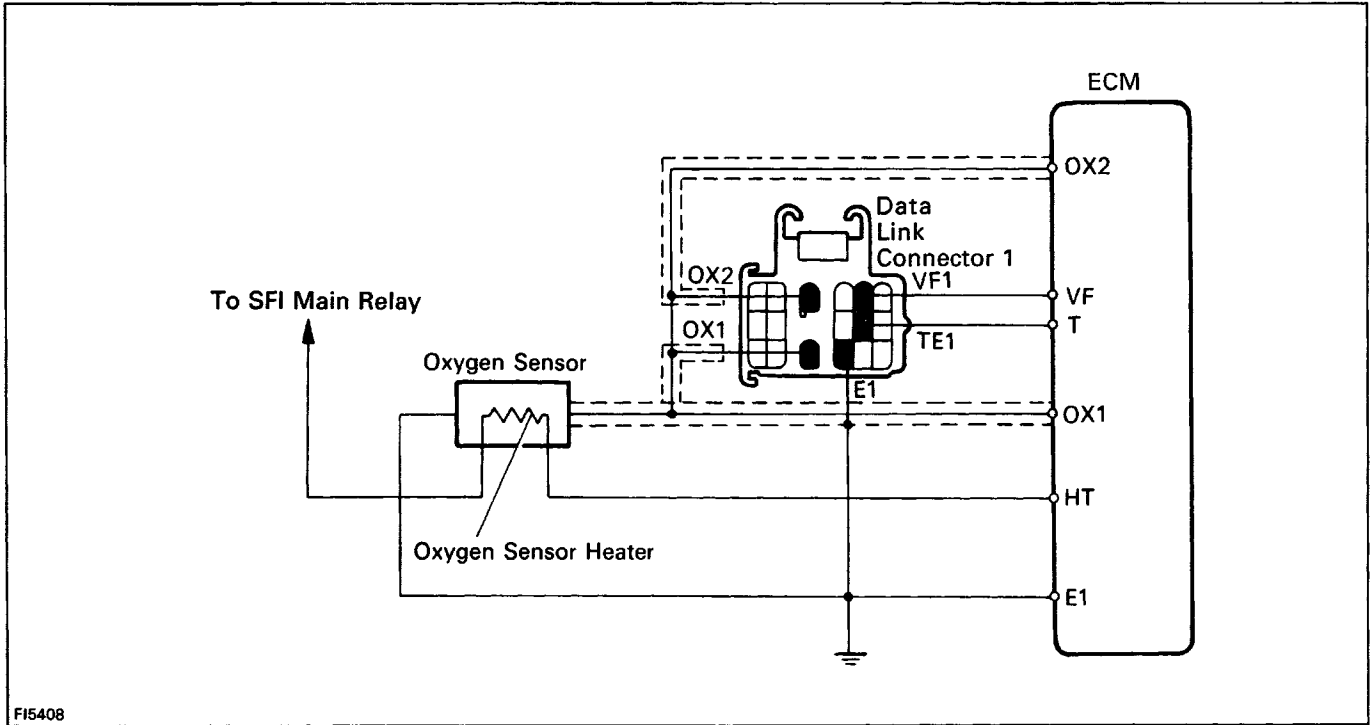 ECM
OX2
Data
Link
Connector 1
OX2
VF1
To SFI Main Relay
VF
OX1
T
TE1
Oxygen Sensor
E1
OX1
HT
Oxygen Sensor Heater
E1
FI5408